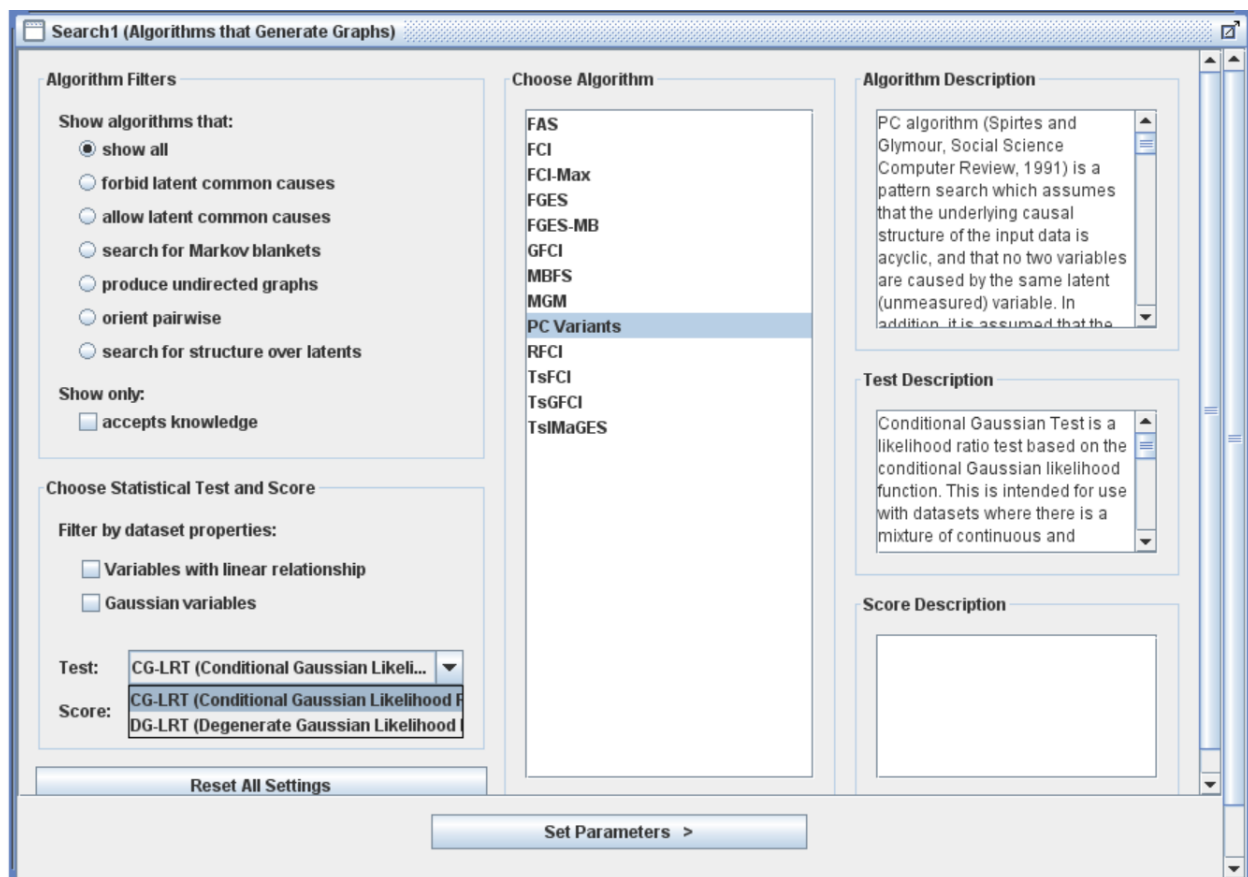 Search1 (Algorithms that Generate Graphs)
Algorithm Filters
Show algorithms that:
show all
forbid latent common causes
allow latent common causes
search for Markov blankets
produce undirected graphs
orient pairwise
search for structure over latents
Show only:
accepts knowledge
Choose Statistical Test and Score
Filter by dataset properties:
Variables with linear relationship
Gaussian variables
Test: CG-LRT (Conditional Gaussian Likeli...
CG-LRT (Conditional Gaussian Likelihood
Score:
DG-LRT (Degenerate Gaussian Likelihood
Reset All Settings
Choose Algorithm
FAS
FCI
FCI-Max
FGES
FGES-MB
GFCI
MBFS
MGM
PC Variants
RFCI
TsFCI
TsGFCI
TsIMaGES
Algorithm Description
PC algorithm (Spirtes and
Glymour, Social Science
Computer Review, 1991) is a
pattern search which assumes
that the underlying causal
structure of the input data is
acyclic, and that no two variables
are caused by the same latent
(unmeasured) variable. In
addition, it is assumed that the
Test Description
Conditional Gaussian Test is a
likelihood ratio test based on the
conditional Gaussian likelihood
function. This is intended for use
with datasets where there is a
mixture of continuous and
Score Description
Set Parameters >